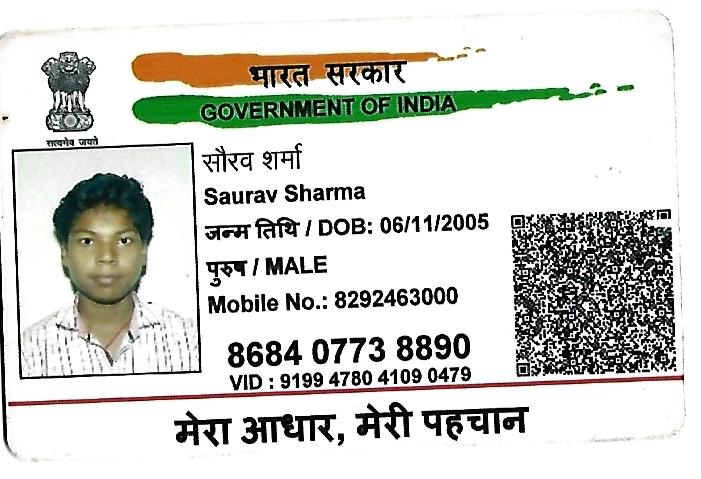 भारत सरकार
GOVERNMENT OF INDIA
सत्यमेव जयते
सौरव शर्मा
Saurav Sharma
जन्म तिथि / DOB: 06/11/2005
पुरुष / MALE
Mobile No.: 8292463000
8684 0773 8890
VID : 9199 4780 4109 0479
मेरा आधार, मेरी पहचान